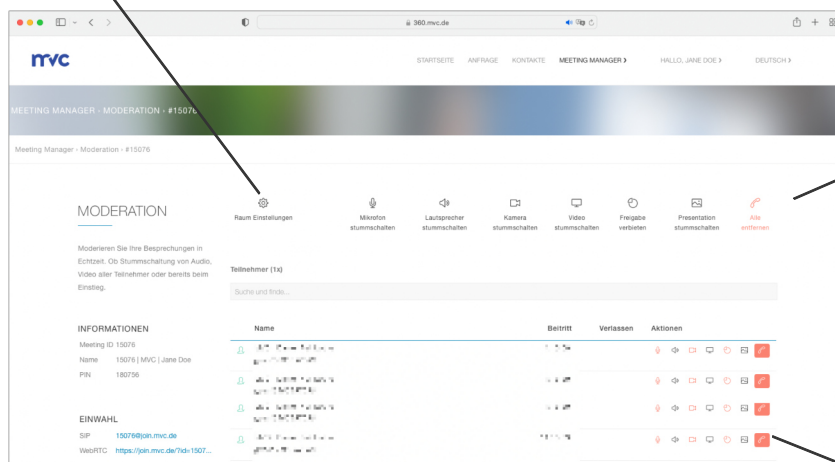 360.mvc.de
mvc
STARTSEITE ANFRAGE KONTAKTE MEETING MANAGER HALLO, JANE DOE DEUTSCH
MEETING MANAGER - MODERATION - #15076
Meeting Manager - Moderation - #15076
MODERATION
Moderieren Sie Ihre Besprechungen in
Echtzeit. Ob Stummschaltung von Audio,
Video aller Teilnehmer oder bereits beim
Einstieg.
INFORMATIONEN
Meeting ID 15076
Name 15076 | MVC | Jane Doe
PIN 180756
EINWAHL
SIP 15076@join.mvc.de
WebRTC https://join.mvc.de/?id=1507...
Raum Einstellungen
Mikrofon
stummschalten
Lautsprecher
stummschalten
Kamera
stummschalten
Video
stummschalten
Freigabe
verbieten
Presentation
stummschalten
Alle
entfernen
Teilnehmer (1x)
Suche und finde...
Name Beitritt Verlassen Aktionen